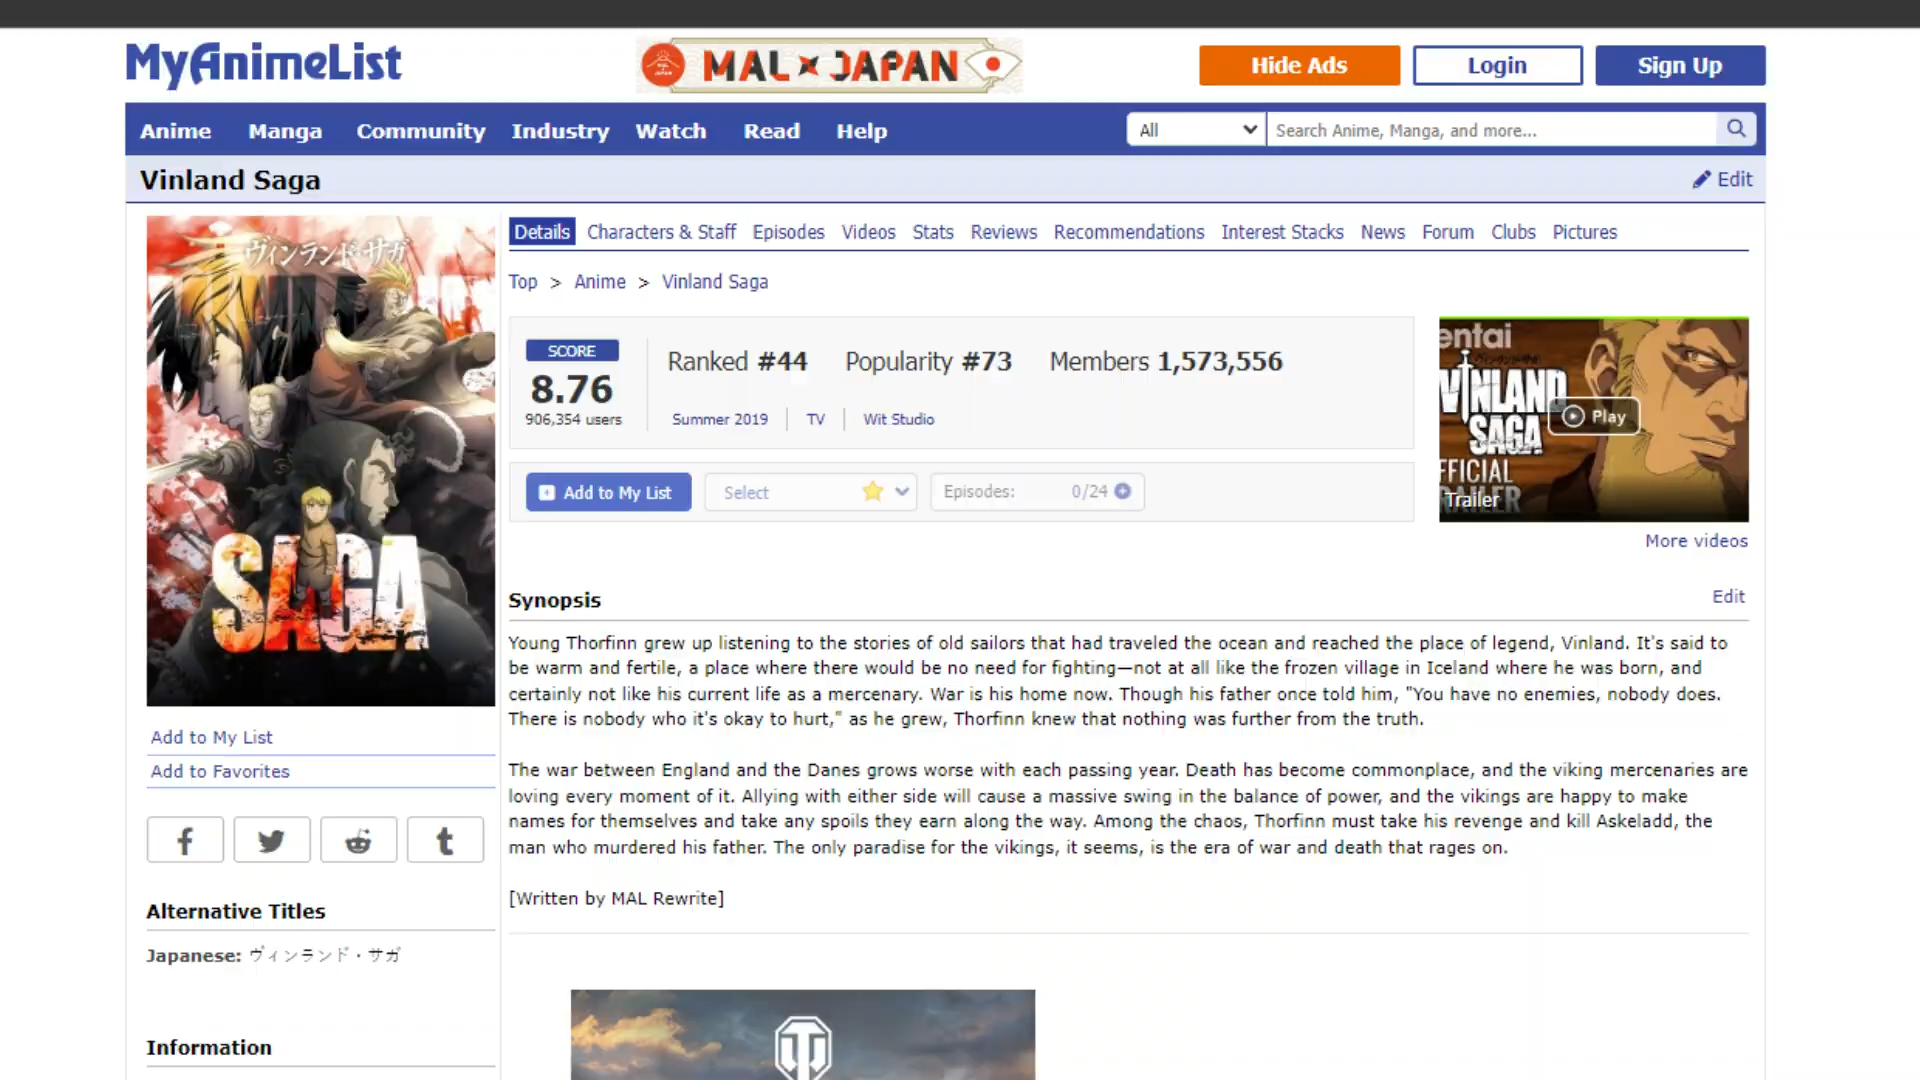 MyAnimeList
MAL x JAPAN
Hide Ads
Login
Sign Up
Anime Manga Community Industry Watch Read Help
All
Search Anime, Manga, and more...
Vinland Saga
Edit
ヴィンランド・サガ
SAGA
Details Characters & Staff Episodes Videos Stats Reviews Recommendations Interest Stacks News Forum Clubs Pictures
Top > Anime > Vinland Saga
SCORE
8.76
906,354 users
Ranked #44 Popularity #73 Members 1,573,556
Summer 2019 TV Wit Studio
Add to My List
Select
Episodes: 0/24
entai
VINLAND
SAGA
FFICIAL
Play
Trailer
More videos
Synopsis
Edit
Young Thorfinn grew up listening to the stories of old sailors that had traveled the ocean and reached the place of legend, Vinland. It's said to
be warm and fertile, a place where there would be no need for fighting—not at all like the frozen village in Iceland where he was born, and
certainly not like his current life as a mercenary. War is his home now. Though his father once told him, "You have no enemies, nobody does.
There is nobody who it's okay to hurt," as he grew, Thorfinn knew that nothing was further from the truth.
The war between England and the Danes grows worse with each passing year. Death has become commonplace, and the viking mercenaries are
loving every moment of it. Allying with either side will cause a massive swing in the balance of power, and the vikings are happy to make
names for themselves and take any spoils they earn along the way. Among the chaos, Thorfinn must take his revenge and kill Askeladd, the
man who murdered his father. The only paradise for the vikings, it seems, is the era of war and death that rages on.
[Written by MAL Rewrite]
Add to My List
Add to Favorites
Alternative Titles
Japanese: ヴィンランド・サガ
Information